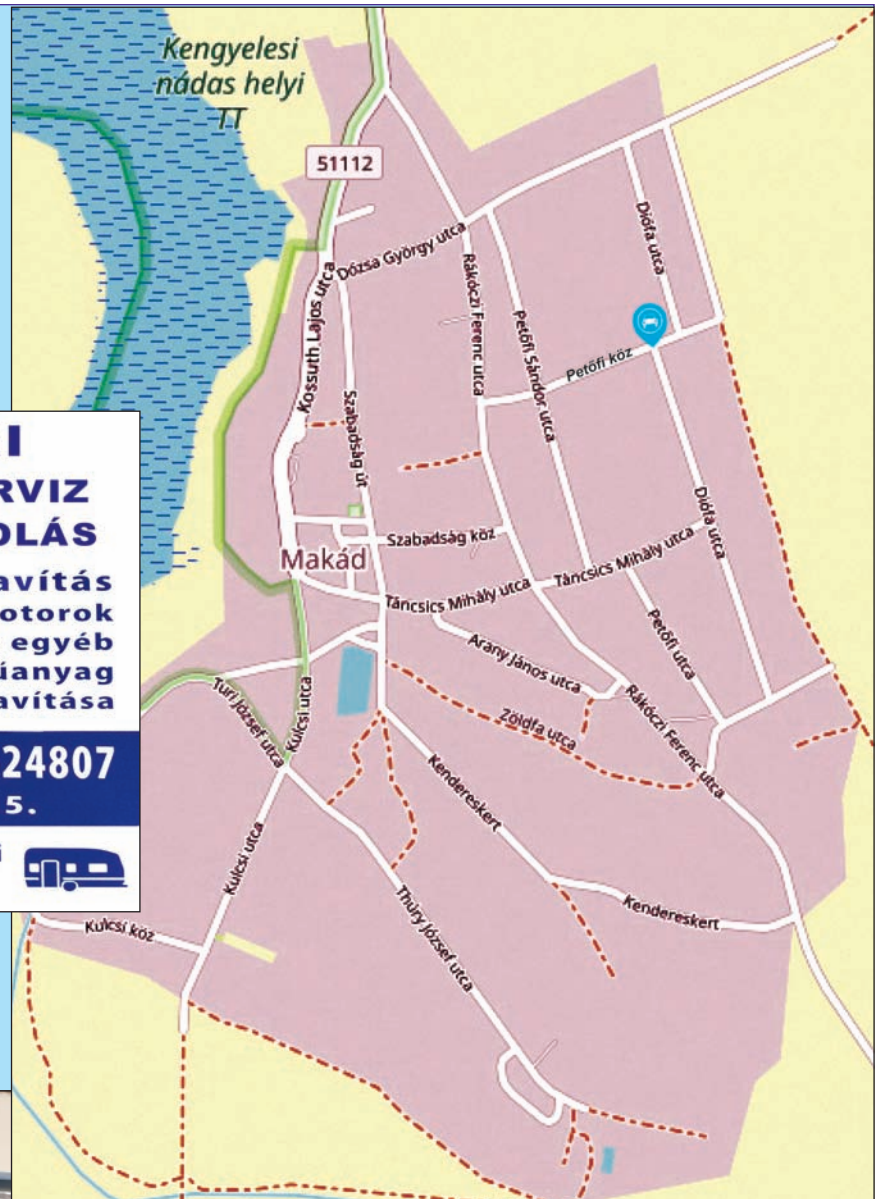 Kengyelesi
nádas helyi
TT
51112
Dózsa György utca
Diófa utca
Kossuth Lajos utca
Rákóczi Ferenc utca
Petőfi Sándor utca
Petőfi köz
Szabadság út
Diófa utca
Szabadság köz
Makád
Táncsics Mihály utca
Táncsics Mihály utca
Arany János utca
Petőfi utca
Zöldfa utca
Rákóczi Ferenc utca
Turi József utca
Kulcsi utca
Kendereskert
Kulcsi utca
Kendereskert
Thúry József utca
Kulcsi köz
I
RVIZ
OLÁS
avítás
otorok
egyéb
űanyag
avítása
24807
5.
i